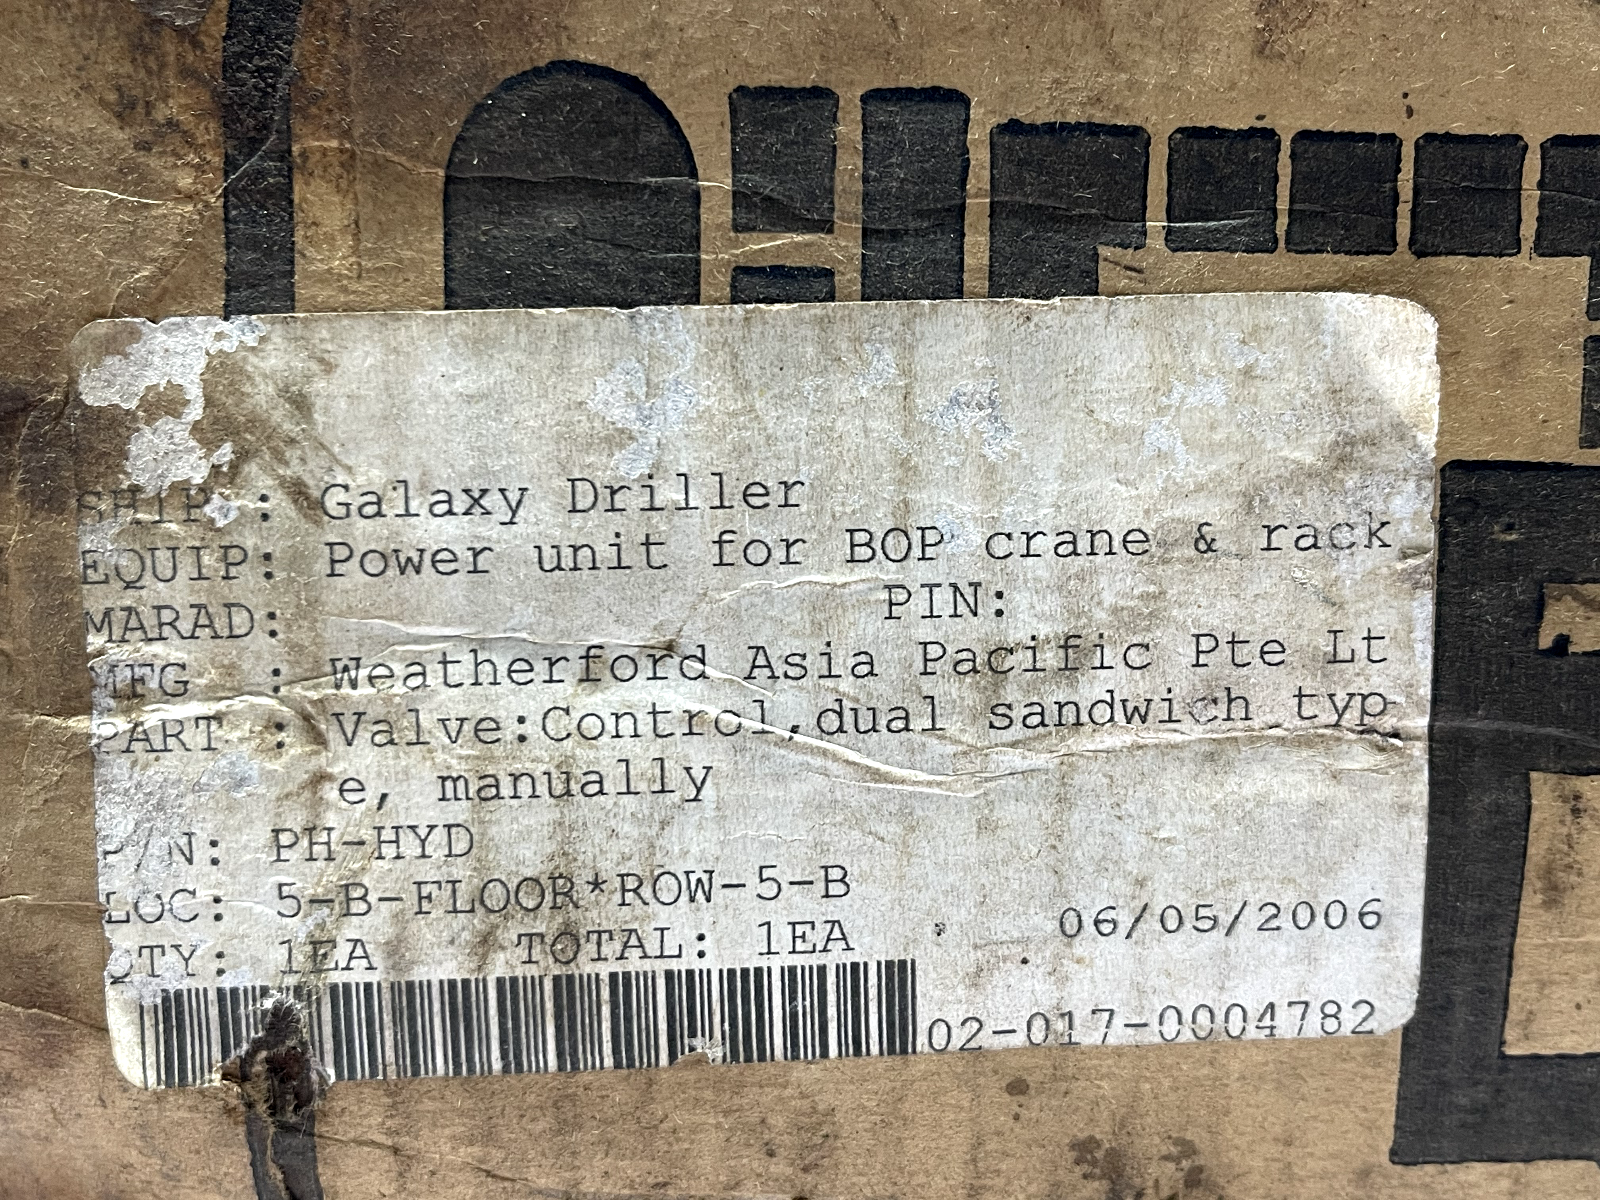 SHIP : Galaxy Driller
EQUIP: Power unit for BOP crane & rack
MARAD: PIN:
MFG : Weatherford Asia Pacific Pte Lt
PART : Valve:Control,dual sandwich typ
e, manually
P/N: PH-HYD
LOC: 5-B-FLOOR*ROW-5-B
QTY: 1EA TOTAL: 1EA 06/05/2006
02-017-0004782